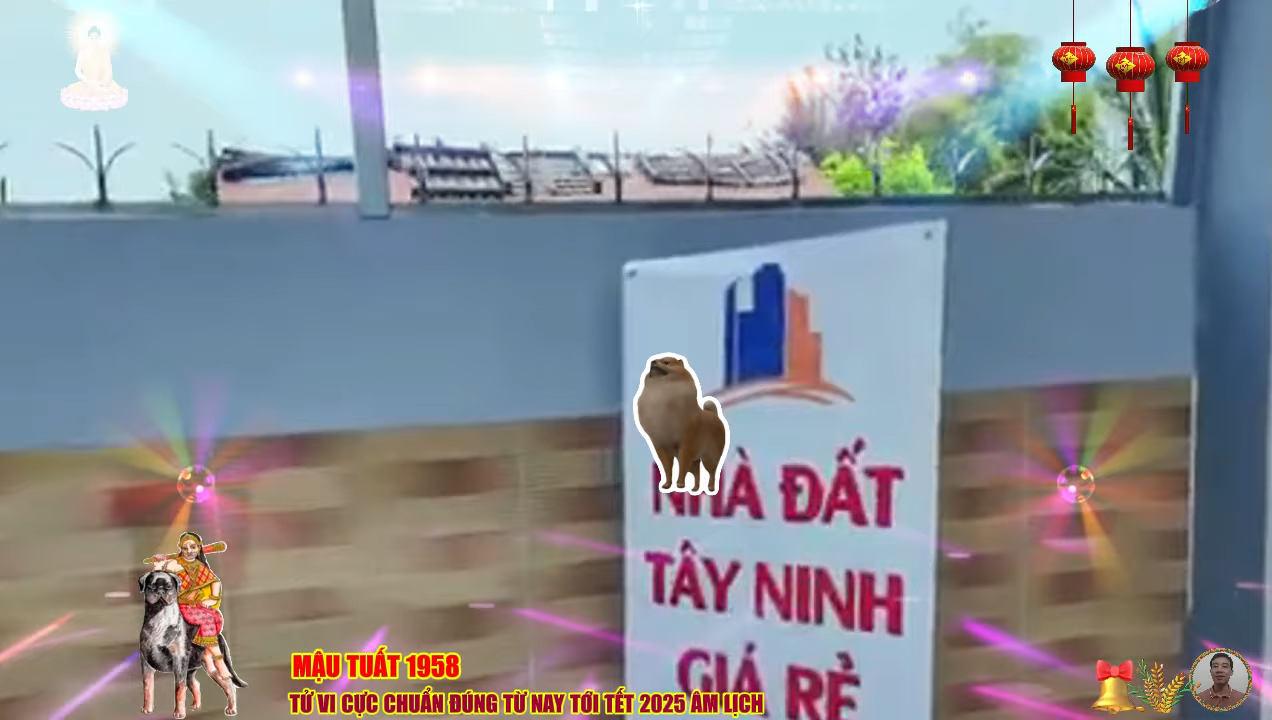 NHÀ ĐẤT
TÂY NINH
GIÁ RẺ
MẬU TUẤT 1958
TỬ VI CỰC CHUẨN ĐÚNG TỪ NAY TỚI TẾT 2025 ÂM LỊCH